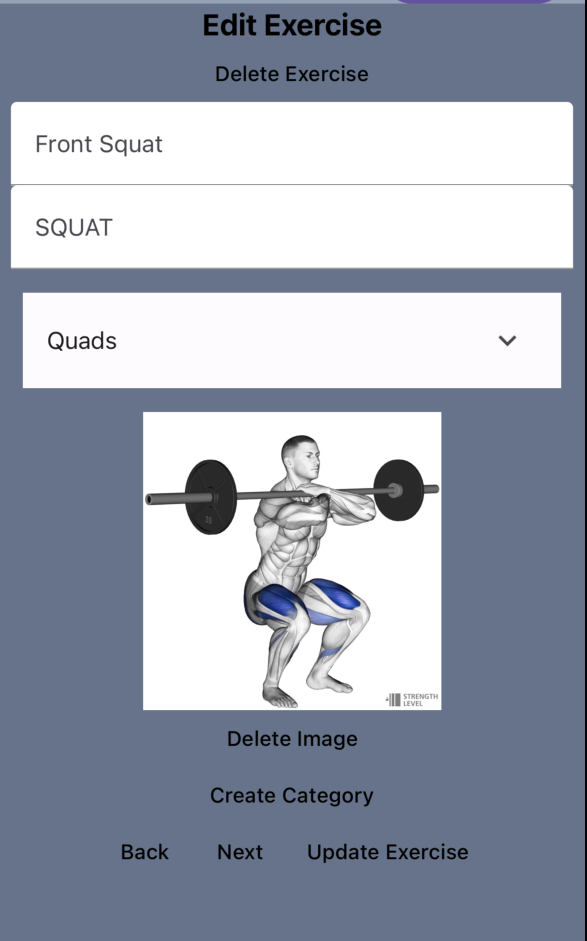 Edit Exercise
Delete Exercise
Front Squat
SQUAT
Quads
STRENGTH
LEVEL
Delete Image
Create Category
Back Next Update Exercise